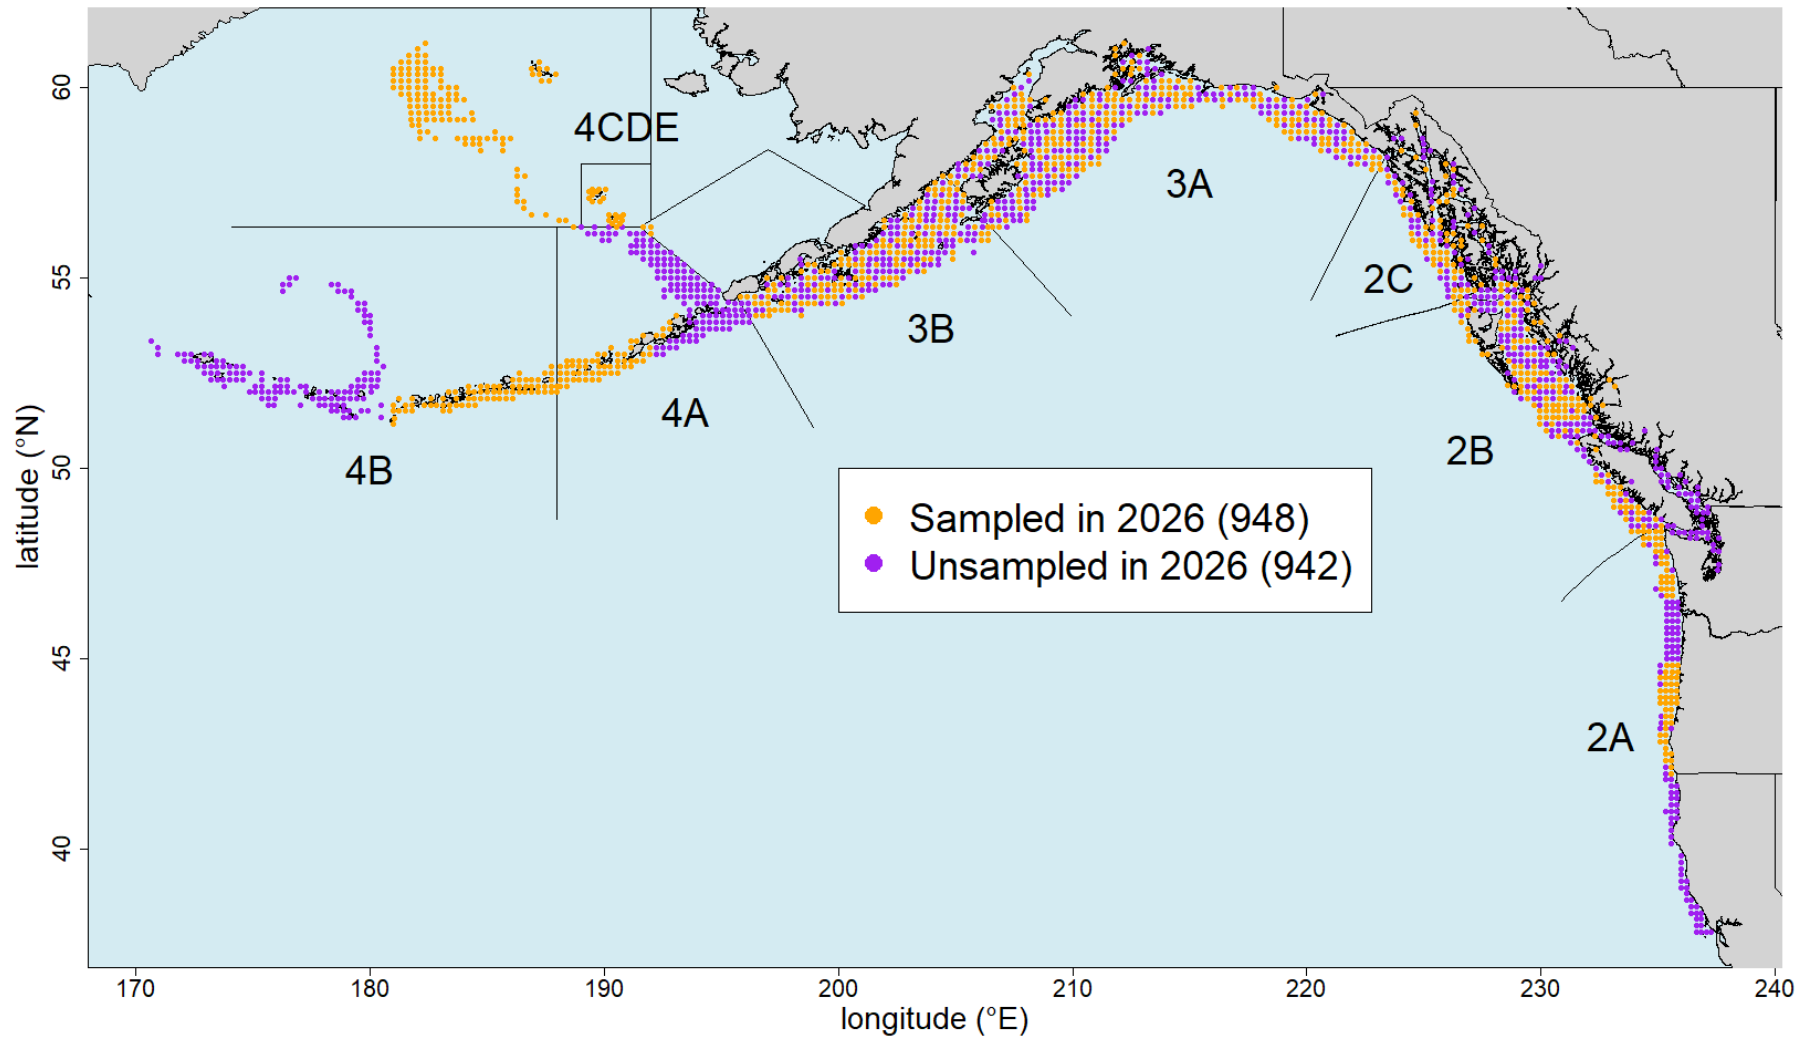 60
55
50
45
40
latitude (°N)
4CDE
3A
2C
3B
4A
2B
4B
Sampled in 2026 (948)
Unsampled in 2026 (942)
2A
170
180
190
200
210
220
230
240
longitude (°E)